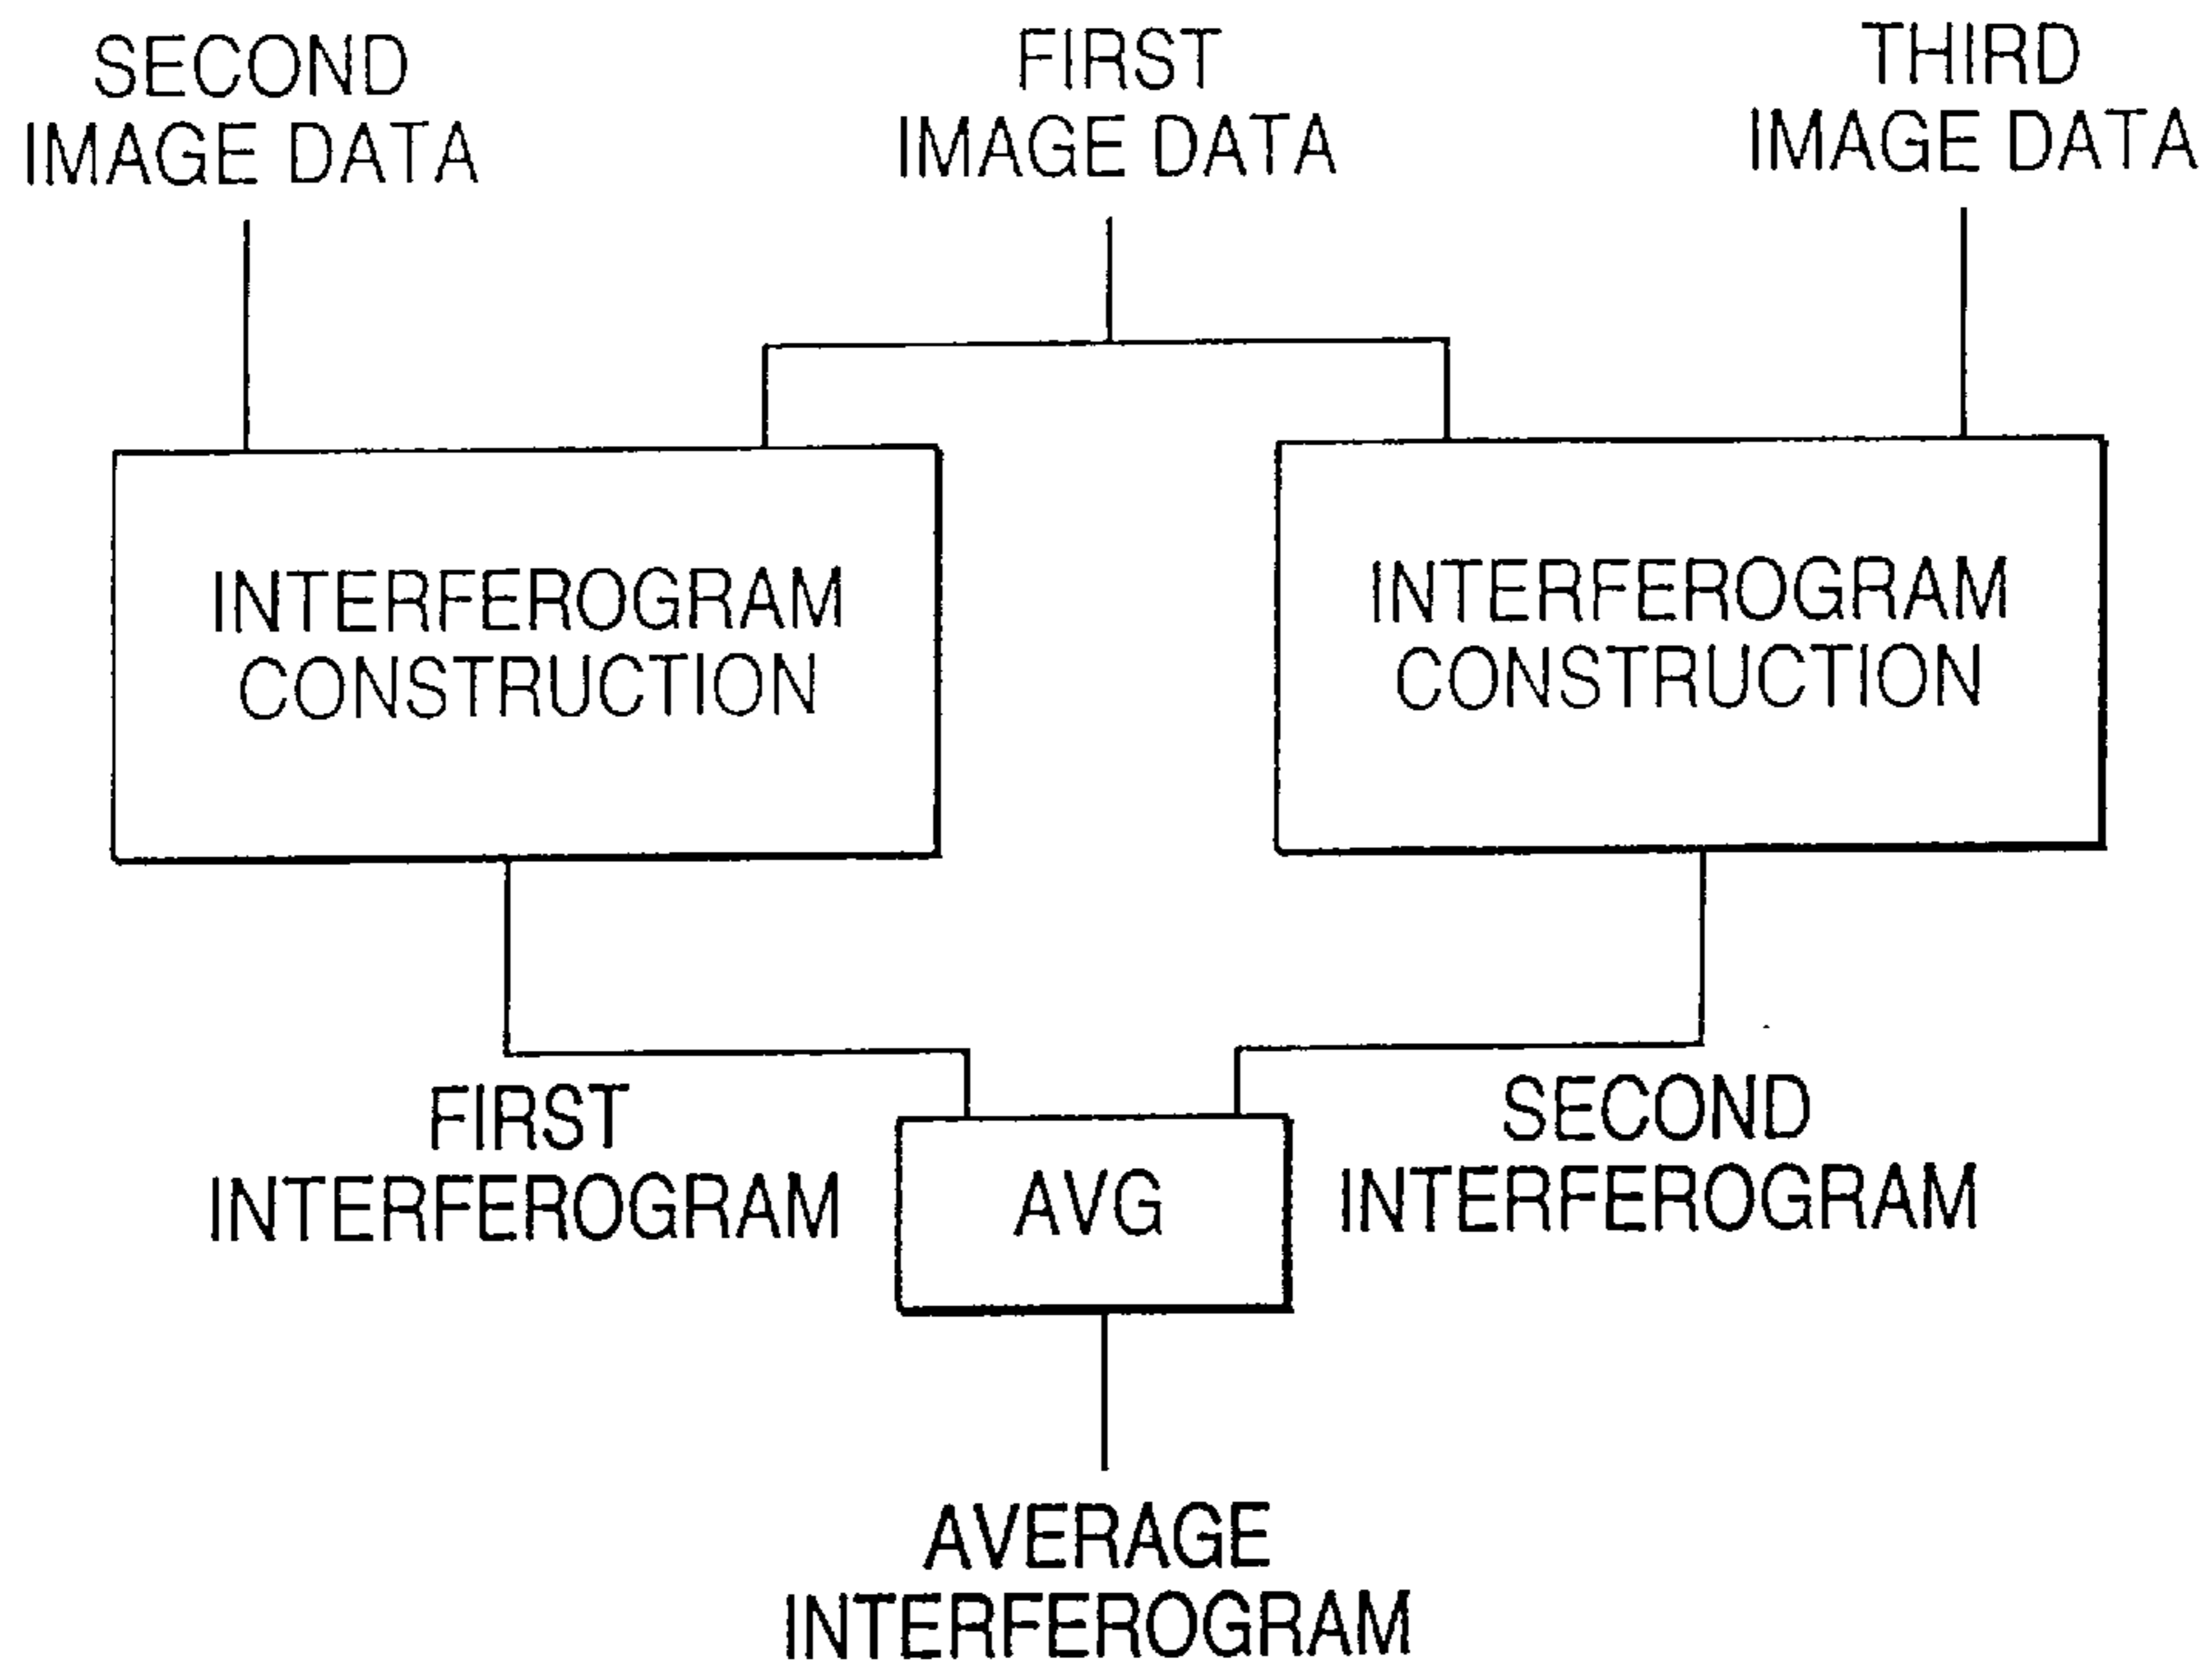 SECOND
IMAGE DATA
FIRST
IMAGE DATA
THIRD
IMAGE DATA
INTERFEROGRAM
CONSTRUCTION
INTERFEROGRAM
CONSTRUCTION
FIRST
INTERFEROGRAM
AVG
SECOND
INTERFEROGRAM
AVERAGE
INTERFEROGRAM